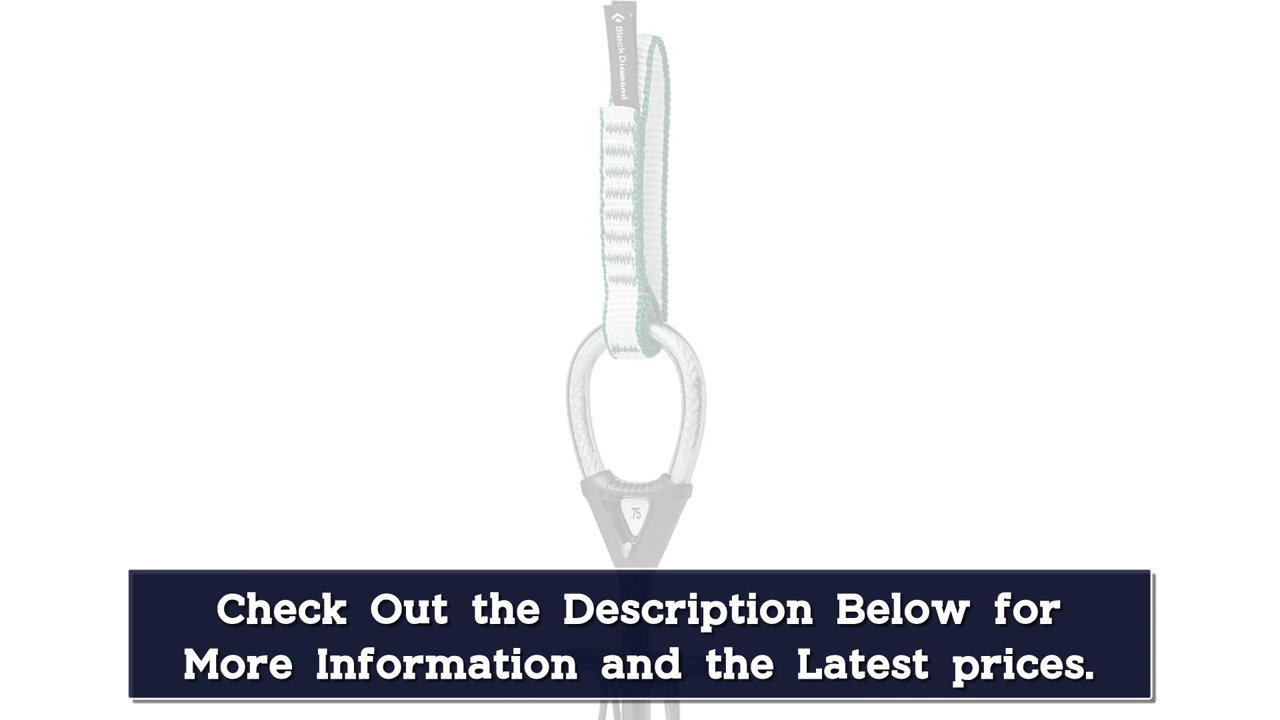 Black Diamond
.75
Check Out the Description Below for
More Information and the Latest prices.